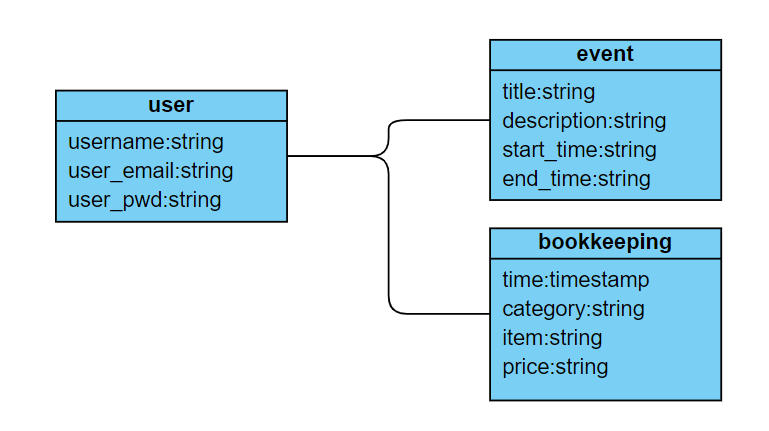 user
username:string
user_email:string
user_pwd:string
event
title:string
description:string
start_time:string
end_time:string
bookkeeping
time:timestamp
category:string
item:string
price:string